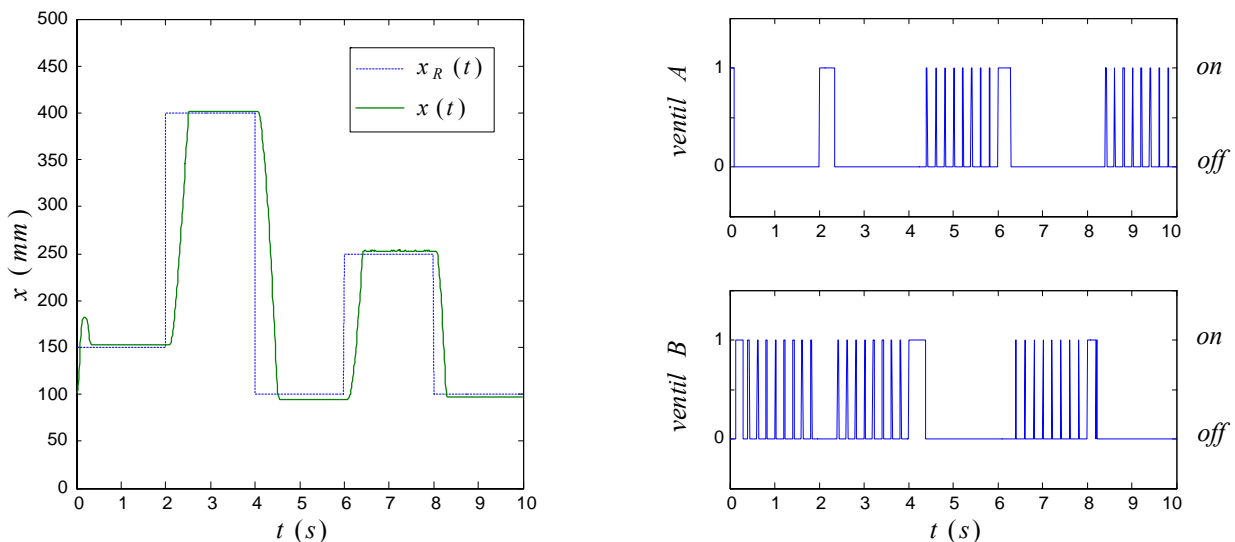 500
450
400
350
300
250
200
150
100
50
0
x ( mm )
0 1 2 3 4 5 6 7 8 9 10
t ( s )
x_R ( t )
x ( t )
ventil A
1
0
on
off
0 1 2 3 4 5 6 7 8 9 10
ventil B
1
0
on
off
0 1 2 3 4 5 6 7 8 9 10
t ( s )